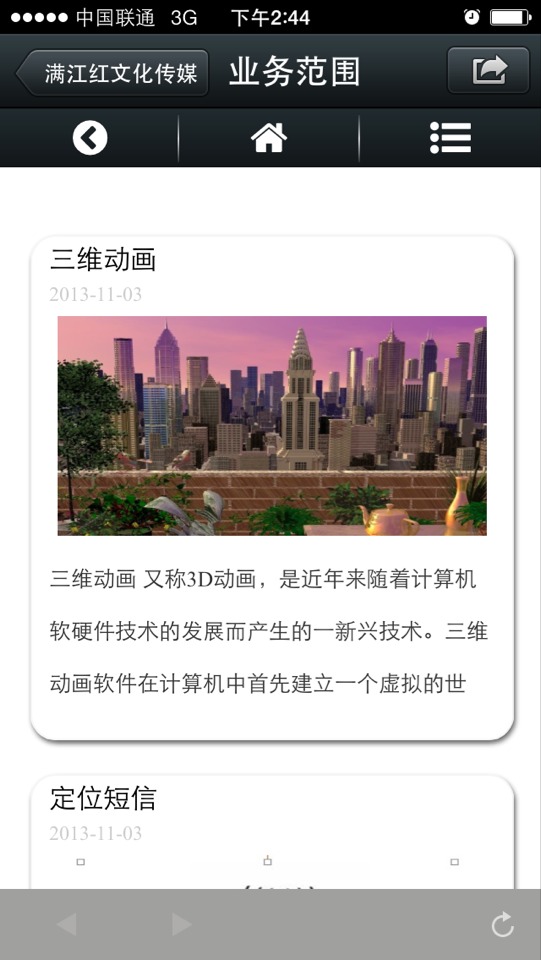 中国联通 3G 下午2:44
满江红文化传媒 业务范围
三维动画
2013-11-03
三维动画 又称3D动画，是近年来随着计算机
软硬件技术的发展而产生的一新兴技术。三维
动画软件在计算机中首先建立一个虚拟的世
定位短信
2013-11-03